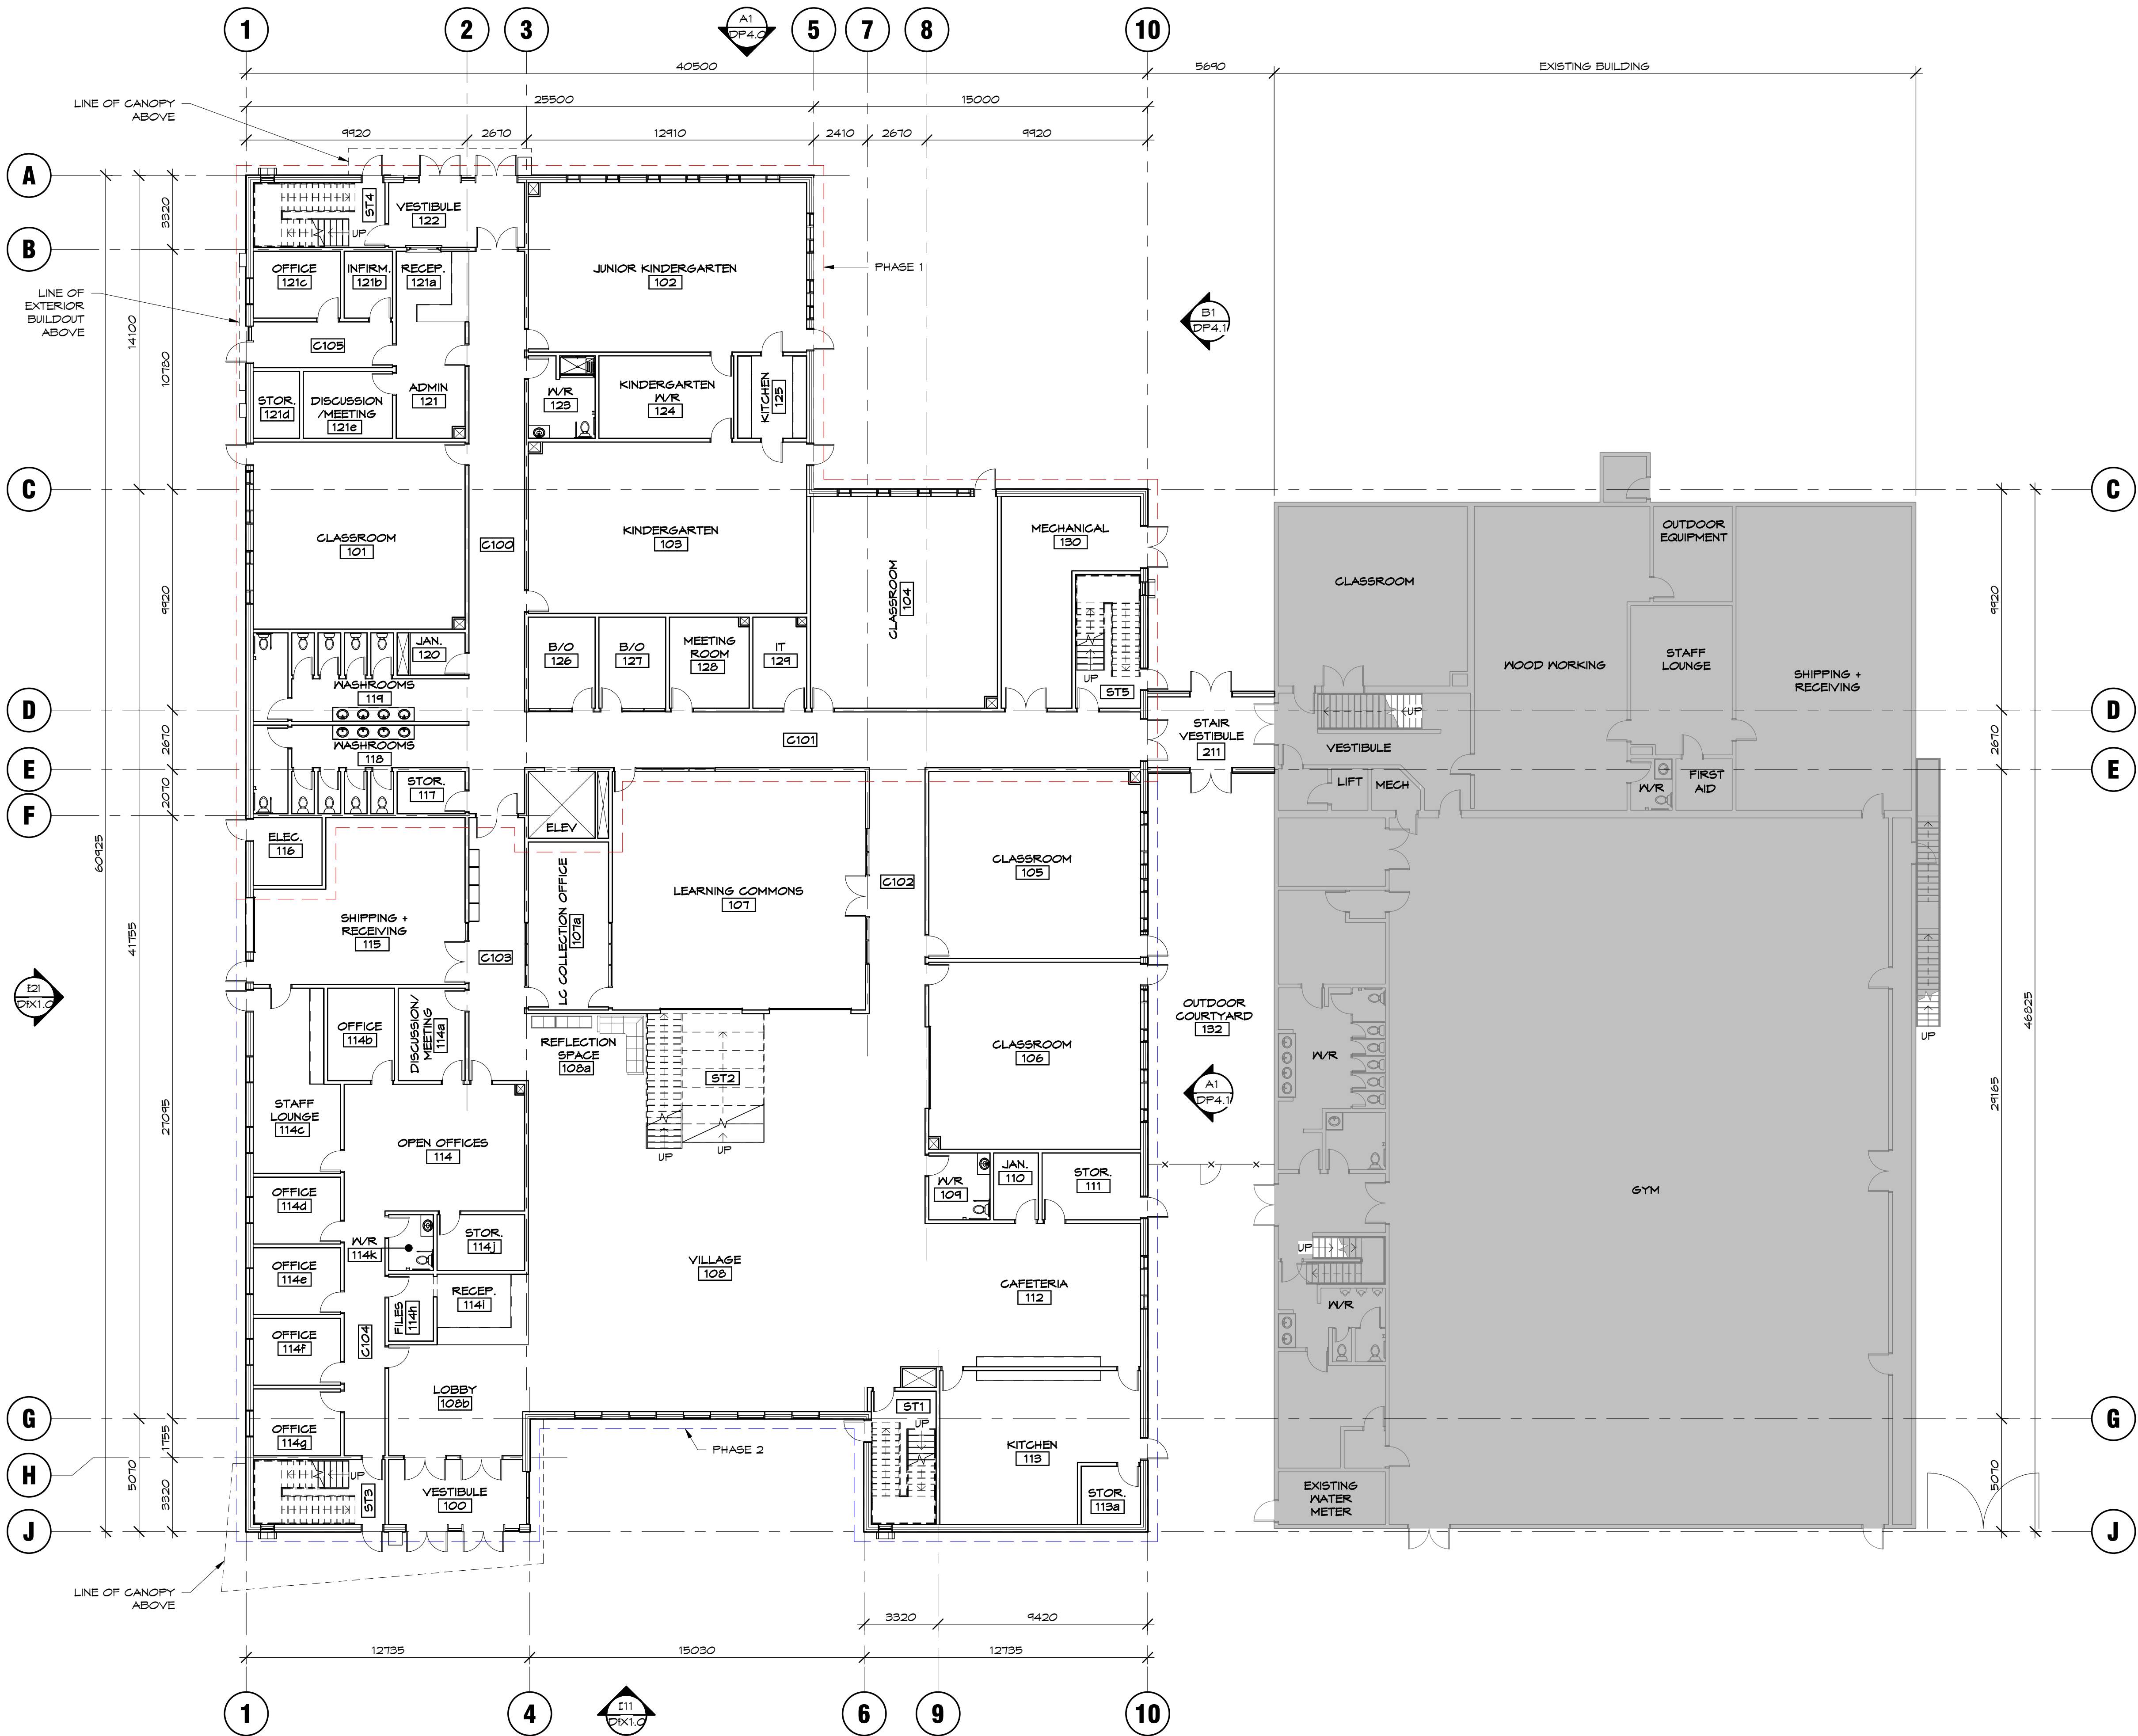 1
2
3
A1
DP4.0
5
7
8
10
40500
5690
EXISTING BUILDING
LINE OF CANOPY
ABOVE
25500
15000
9920
2670
12910
2410
2670
9920
A
3320
ST4
UP
VESTIBULE
122
B
OFFICE
121c
INFIRM.
121b
RECEP.
121a
JUNIOR KINDERGARTEN
102
PHASE 1
LINE OF
EXTERIOR
BUILDOUT
ABOVE
14100
10780
C105
B1
DP4.1
STOR.
121d
DISCUSSION
/MEETING
121e
ADMIN
121
W/R
123
KINDERGARTEN
W/R
124
KITCHEN
125
C
C
CLASSROOM
101
C100
KINDERGARTEN
103
CLASSROOM
104
MECHANICAL
130
CLASSROOM
WOOD WORKING
OUTDOOR
EQUIPMENT
STAFF
LOUNGE
SHIPPING +
RECEIVING
9920
9920
JAN.
120
B/O
126
B/O
127
MEETING
ROOM
128
IT
129
UP
ST5
WASHROOMS
119
D
UP
D
STAIR
VESTIBULE
211
VESTIBULE
WASHROOMS
118
C101
2670
2670
E
STOR.
117
LIFT
MECH
W/R
FIRST
AID
E
2070
F
ELEV
ELEC.
116
60925
41755
LC COLLECTION OFFICE
107a
LEARNING COMMONS
107
C102
CLASSROOM
105
SHIPPING +
RECEIVING
115
C103
E21
DEX1.0
OFFICE
114b
DISCUSSION/
MEETING
114a
REFLECTION
SPACE
108a
ST2
UP
UP
CLASSROOM
106
OUTDOOR
COURTYARD
132
W/R
UP
46825
A1
DP4.1
27095
29165
STAFF
LOUNGE
114c
OPEN OFFICES
114
W/R
109
JAN.
110
STOR.
111
GYM
OFFICE
114d
W/R
114k
STOR.
114j
UP
OFFICE
114e
VILLAGE
108
CAFETERIA
112
RECEP.
114i
FILES
114h
W/R
OFFICE
114f
C104
LOBBY
108b
G
ST1
UP
G
OFFICE
114g
1755
PHASE 2
KITCHEN
113
H
5070
3320
UP
ST3
VESTIBULE
100
STOR.
113a
EXISTING
WATER
METER
5070
J
J
LINE OF CANOPY
ABOVE
3320
9420
12735
15030
12735
1
4
E11
DEX1.0
6
9
10